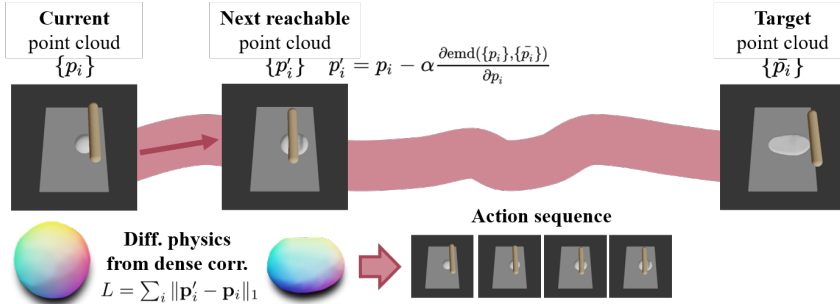 Current
point cloud
{p_i}
Next reachable
point cloud
{p'_i} p'_i = p_i − α ∂emd({p_i},{p̄_i}) / ∂p_i
Target
point cloud
{p̄_i}
Diff. physics
from dense corr.
L = ∑_i ‖p'_i − p_i‖_1
Action sequence